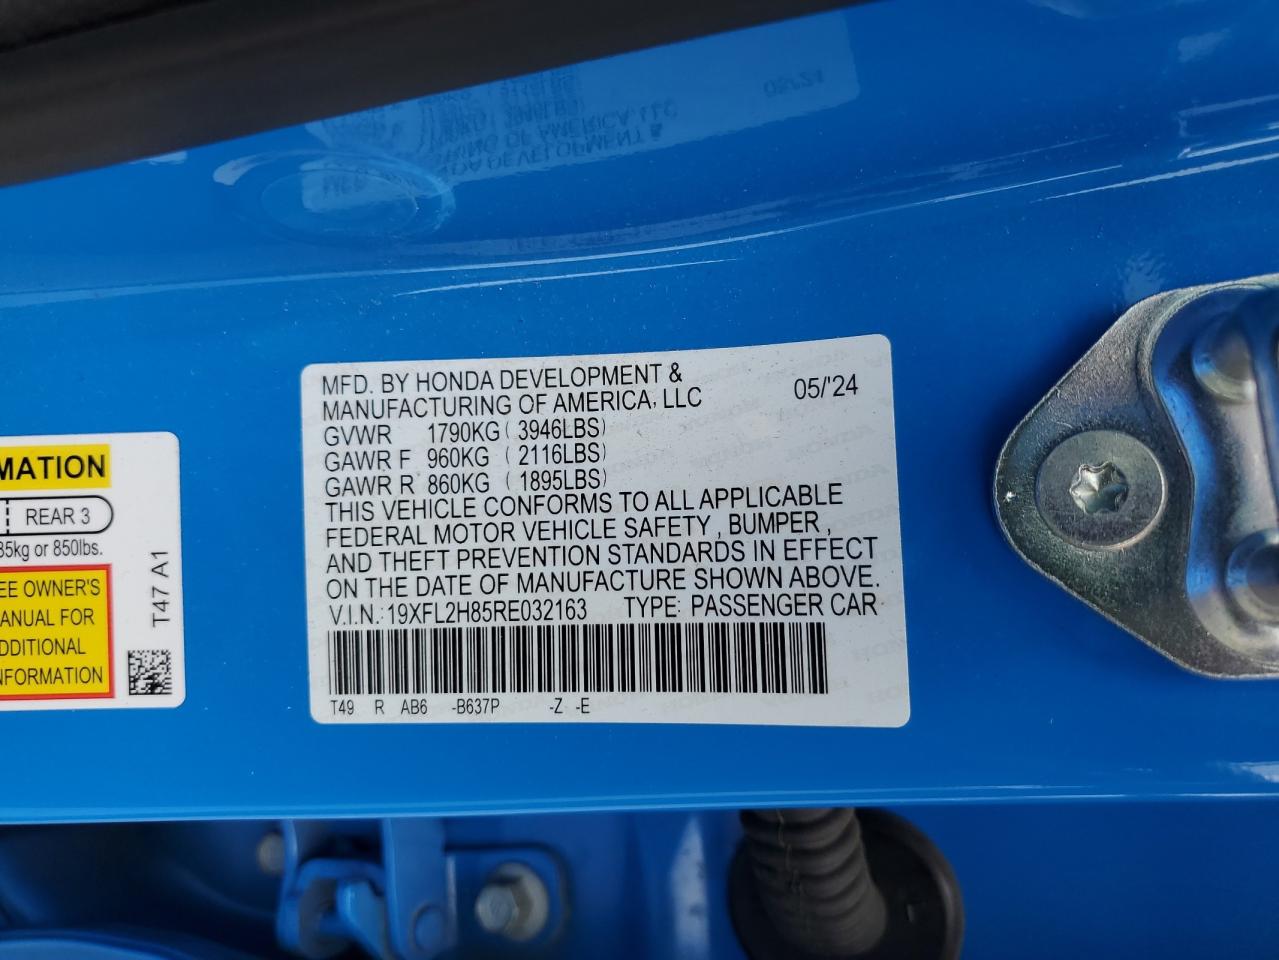 MFD. BY HONDA DEVELOPMENT &
MANUFACTURING OF AMERICA, LLC 05/'24
GVWR 1790KG ( 3946LBS)
GAWR F 960KG ( 2116LBS)
GAWR R 860KG ( 1895LBS)
THIS VEHICLE CONFORMS TO ALL APPLICABLE
FEDERAL MOTOR VEHICLE SAFETY , BUMPER ,
AND THEFT PREVENTION STANDARDS IN EFFECT
ON THE DATE OF MANUFACTURE SHOWN ABOVE.
V.I.N.: 19XFL2H85RE032163 TYPE: PASSENGER CAR
T49 R AB6 -B637P -Z -E
MATION
REAR 3
85kg or 850lbs.
EE OWNER'S
ANUAL FOR
DDITIONAL
NFORMATION
T47 A1